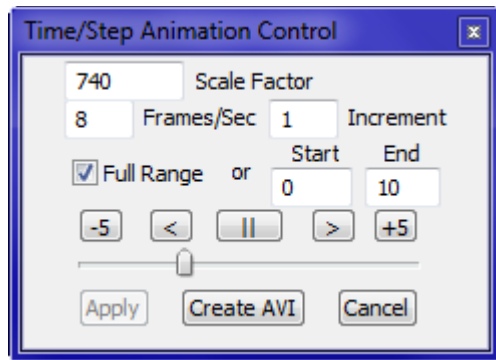 Time/Step Animation Control x
740 Scale Factor
8 Frames/Sec 1 Increment
Start End
Full Range or 0 10
-5 < || > +5
Apply Create AVI Cancel